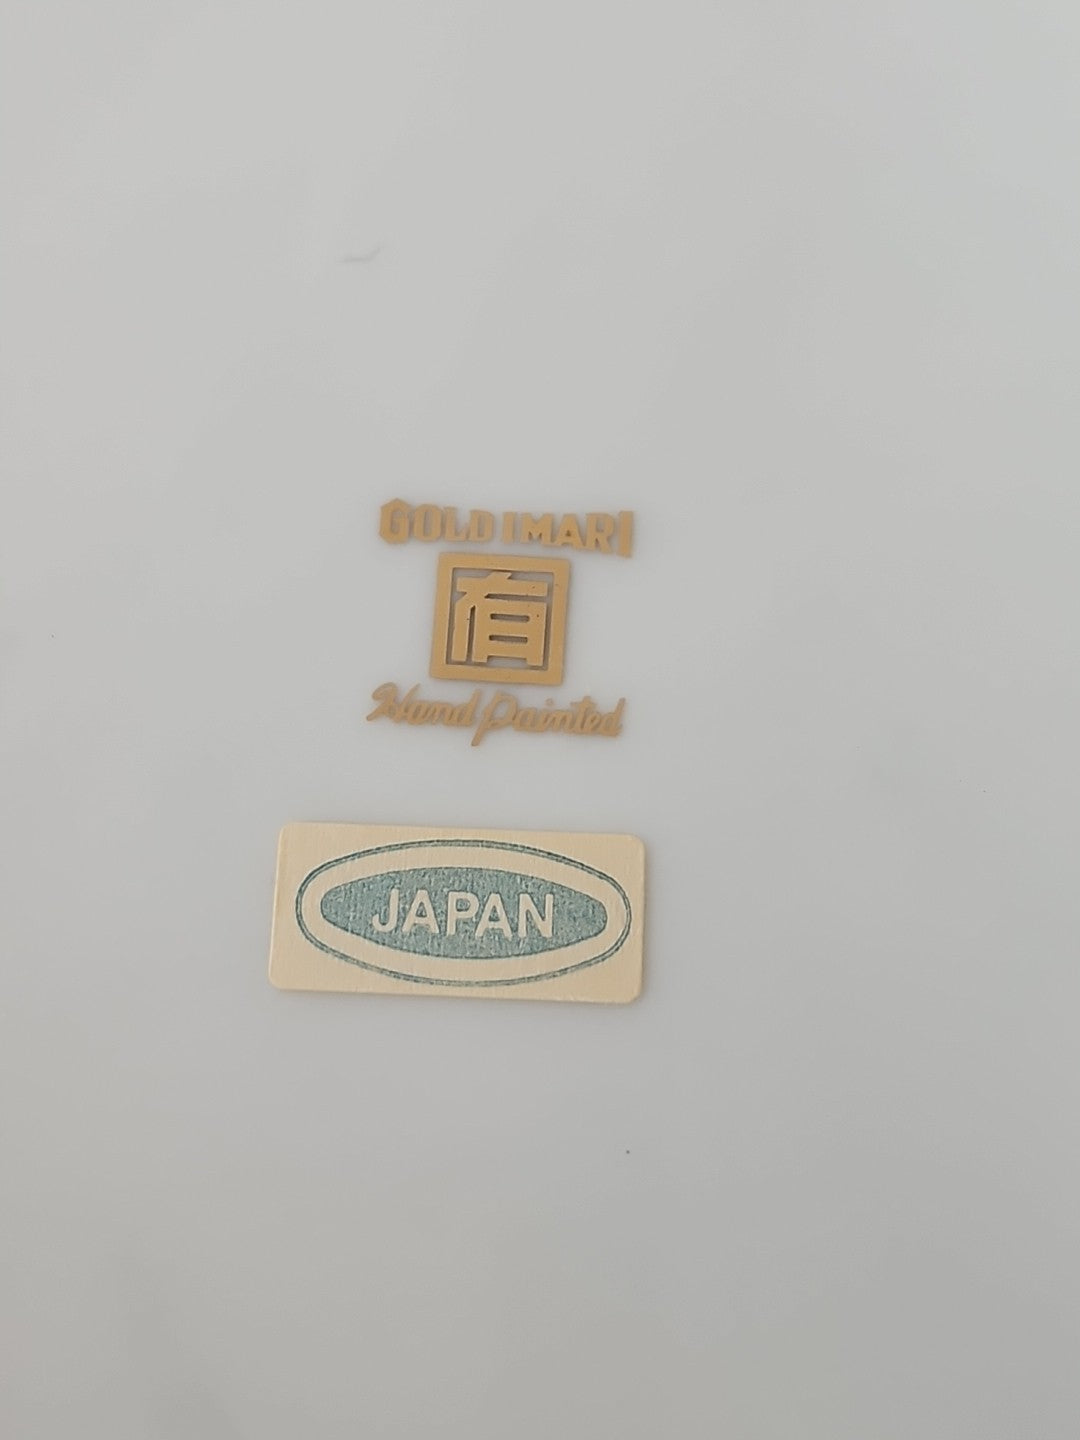 GOLD IMARI
有
Hand Painted
JAPAN